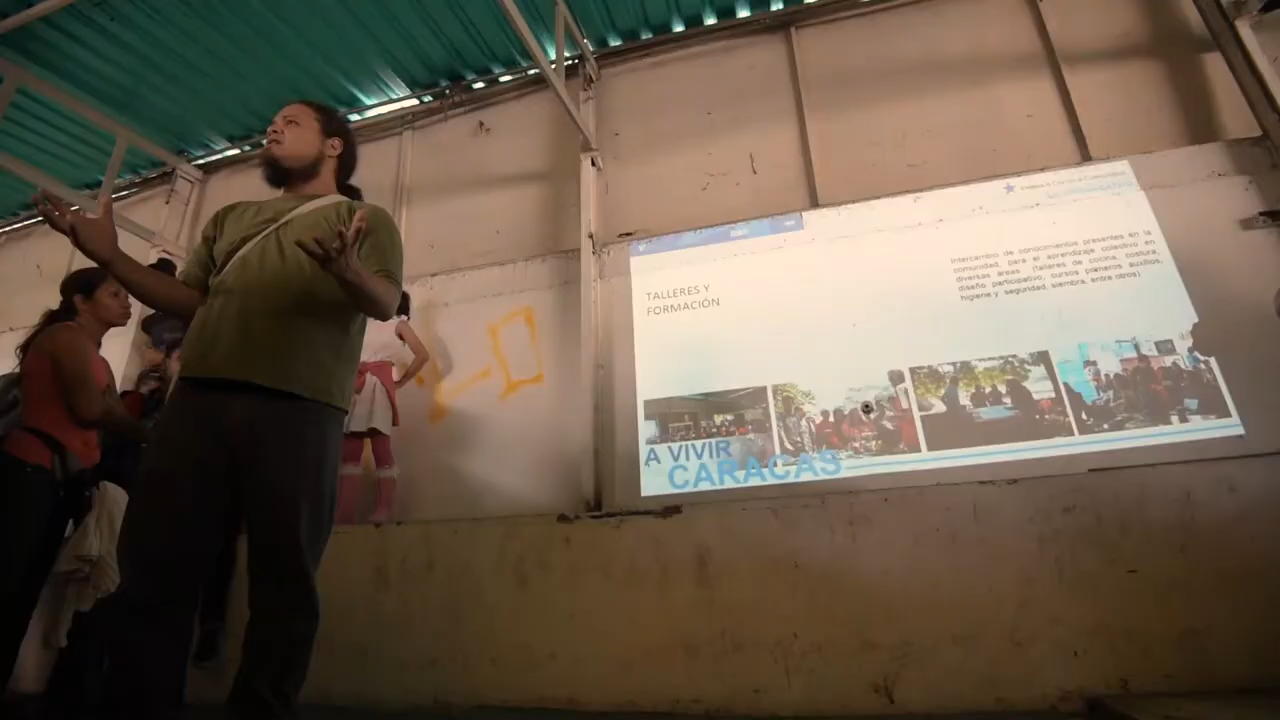 TALLERES Y
FORMACIÓN
Intercambio de conocimientos presentes en la
comunidad, para el aprendizaje colectivo en
diversas áreas (talleres de cocina, costura,
diseño participativo, cursos primeros auxilios,
higiene y seguridad, siembra, entre otros)
A VIVIR
CARACAS